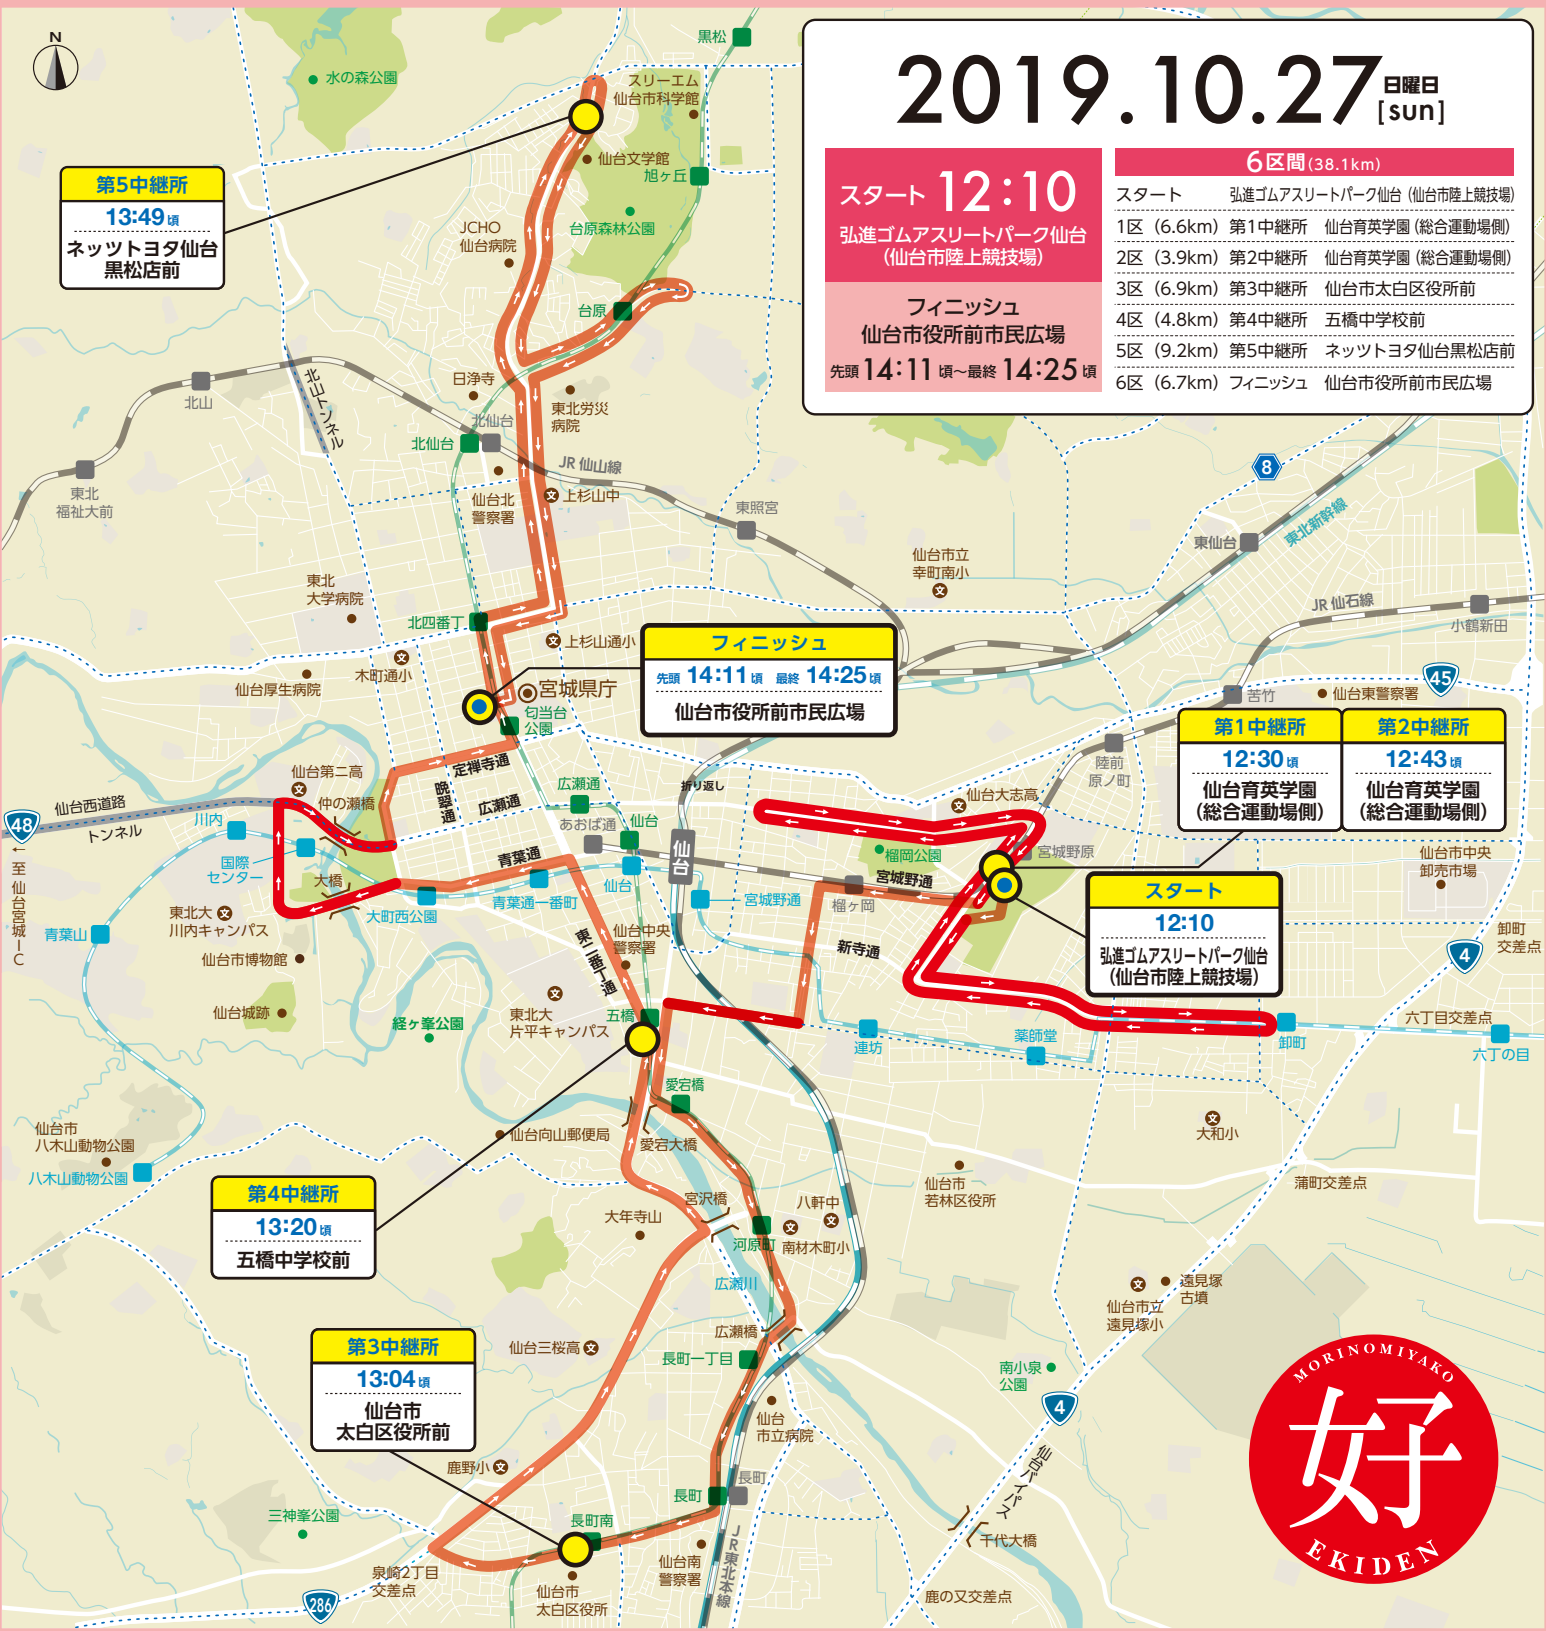 2019.10.27 日曜日
[sun]
スタート 12:10
弘進ゴムアスリートパーク仙台
(仙台市陸上競技場)
フィニッシュ
仙台市役所前市民広場
先頭 14:11 頃〜最終 14:25 頃
6区間(38.1km)
スタート 弘進ゴムアスリートパーク仙台(仙台市陸上競技場)
1区(6.6km) 第1中継所 仙台育英学園(総合運動場側)
2区(3.9km) 第2中継所 仙台育英学園(総合運動場側)
3区(6.9km) 第3中継所 仙台市太白区役所前
4区(4.8km) 第4中継所 五橋中学校前
5区(9.2km) 第5中継所 ネッツトヨタ仙台黒松店前
6区(6.7km) フィニッシュ 仙台市役所前市民広場
N
水の森公園
黒松
スリーエム
仙台市科学館
仙台文学館
旭ヶ丘
第5中継所
13:49頃
ネッツトヨタ仙台
黒松店前
JCHO
仙台病院
台原森林公園
台原
北山
北山トンネル
日浄寺
東北労災
病院
北仙台
北仙台
JR 仙山線
東北
福祉大前
仙台北
警察署
上杉山中
東照宮
8
東仙台
東北新幹線
仙台市立
幸町南小
東北
大学病院
北四番丁
上杉山通小
JR 仙石線
小鶴新田
木町通小
仙台厚生病院
宮城県庁
匂当台
公園
フィニッシュ
先頭 14:11 頃 最終 14:25 頃
仙台市役所前市民広場
45
苦竹
仙台東警察署
陸前
原ノ町
第1中継所
12:30頃
仙台育英学園
(総合運動場側)
第2中継所
12:43頃
仙台育英学園
(総合運動場側)
仙台第二高
定禅寺通
晩翠通
広瀬通
広瀬通
折り返し
仙台大志高
仙台西道路
トンネル
仲の瀬橋
48
← 至 仙台宮城IC
川内
国際
センター
あおば通
仙台
仙台
榴岡公園
宮城野原
仙台市中央
卸売市場
大橋
青葉通
大町西公園
青葉通一番町
仙台
宮城野通
榴ヶ岡
宮城野通
スタート
12:10
弘進ゴムアスリートパーク仙台
(仙台市陸上競技場)
東北大
川内キャンパス
青葉山
仙台市博物館
東二番丁通
仙台中央
警察署
新寺通
4
卸町
交差点
仙台城跡
経ヶ峯公園
東北大
片平キャンパス
五橋
連坊
薬師堂
卸町
六丁目交差点
六丁の目
愛宕橋
仙台市
八木山動物公園
八木山動物公園
仙台向山郵便局
愛宕大橋
大和小
第4中継所
13:20頃
五橋中学校前
宮沢橋
大年寺山
八軒中
河原町
南材木町小
仙台市
若林区役所
蒲町交差点
広瀬川
遠見塚
古墳
仙台市立
遠見塚小
第3中継所
13:04頃
仙台市
太白区役所前
仙台三桜高
広瀬橋
長町一丁目
南小泉
公園
4
仙台
市立病院
仙台バイパス
鹿野小
長町
長町
三神峯公園
長町南
千代大橋
泉崎2丁目
交差点
仙台市
太白区役所
仙台南
警察署
JR東北本線
鹿の又交差点
286
MORINOMIYAKO
好
EKIDEN